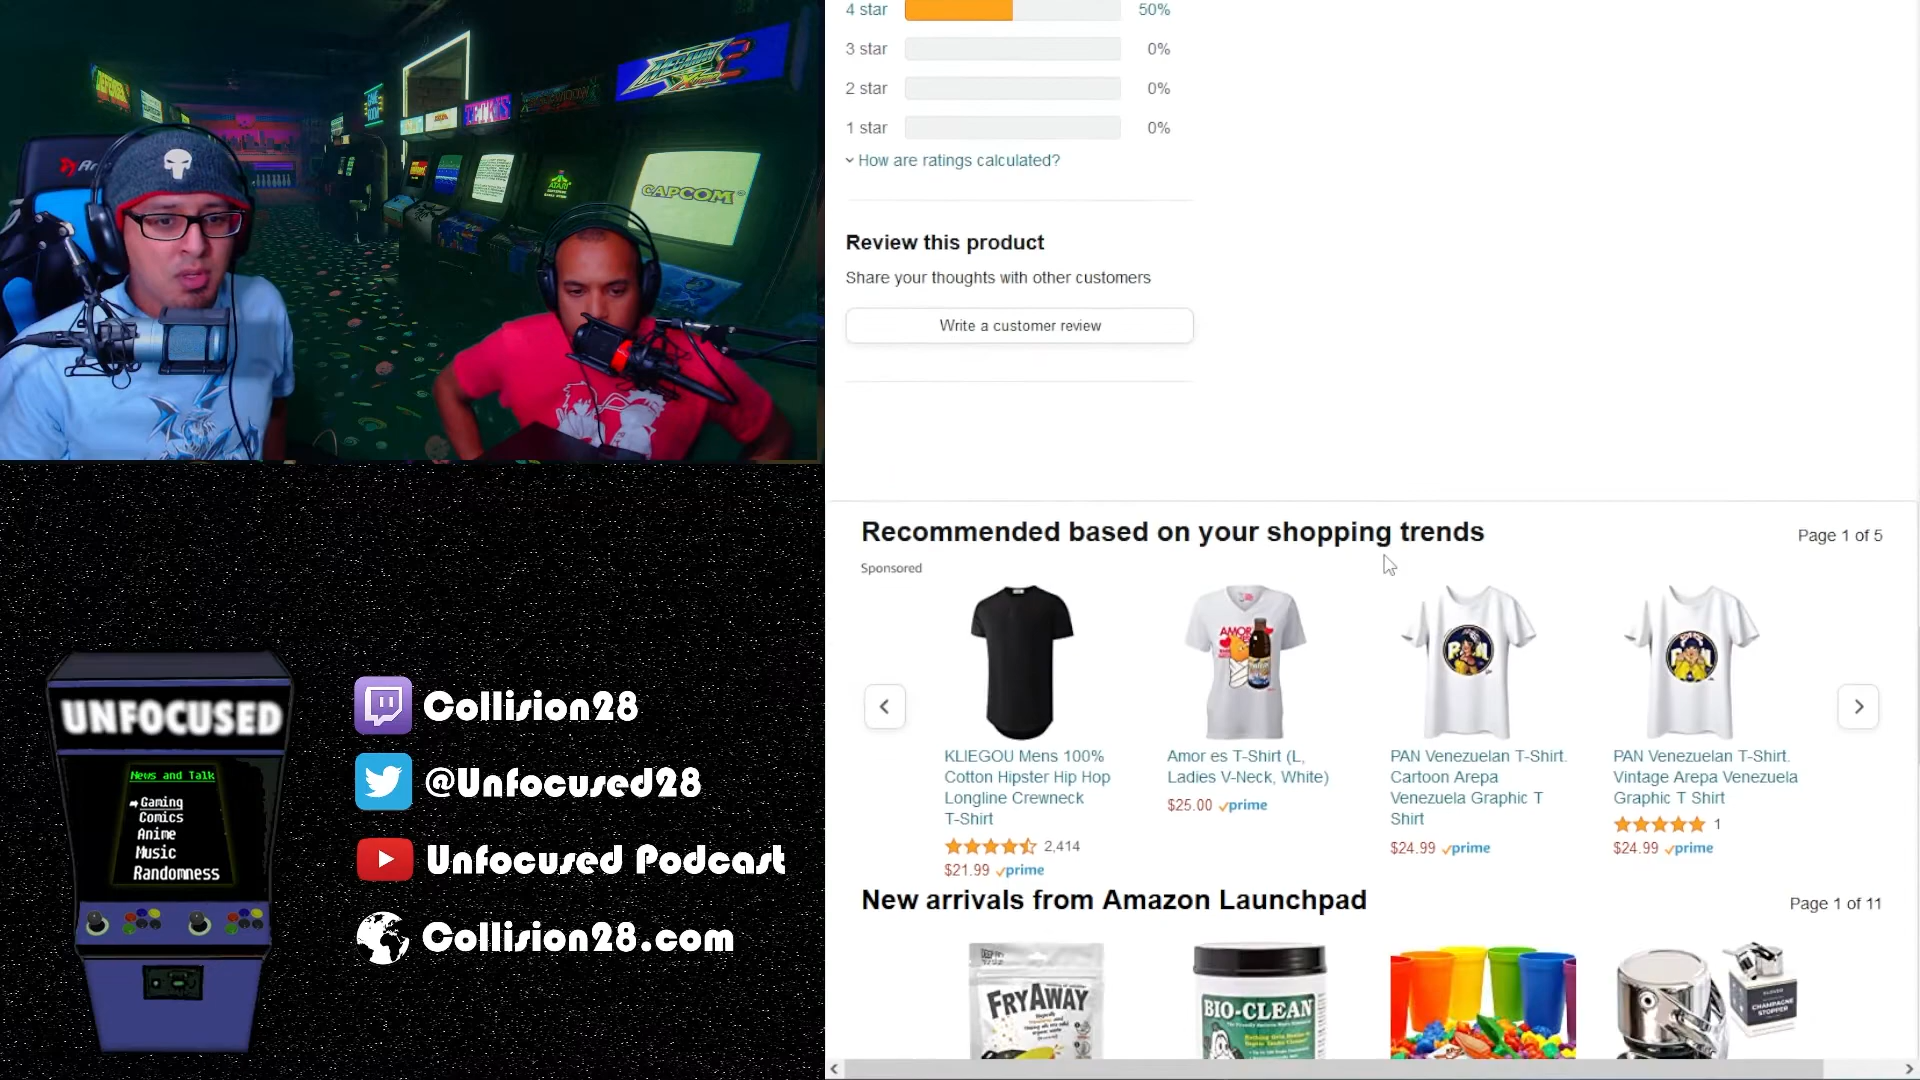 DEFENDER
MEGAMAN
CAPCOM
ATARI
UNFOCUSED
News and Talk
Gaming
Comics
Anime
Music
Randomness
Collision28
@Unfocused28
Unfocused Podcast
Collision28.com
4 star 50%
3 star 0%
2 star 0%
1 star 0%
How are ratings calculated?
Review this product
Share your thoughts with other customers
Write a customer review
Recommended based on your shopping trends
Page 1 of 5
Sponsored
AMOR
KLIEGOU Mens 100%
Cotton Hipster Hip Hop
Longline Crewneck
T-Shirt
2,414
$21.99 prime
Amor es T-Shirt (L,
Ladies V-Neck, White)
$25.00 prime
PAN Venezuelan T-Shirt.
Cartoon Arepa
Venezuela Graphic T
Shirt
$24.99 prime
PAN Venezuelan T-Shirt.
Vintage Arepa Venezuela
Graphic T Shirt
1
$24.99 prime
New arrivals from Amazon Launchpad
Page 1 of 11
FRYAWAY
BIO-CLEAN
CHAMPAGNE
STOPPER